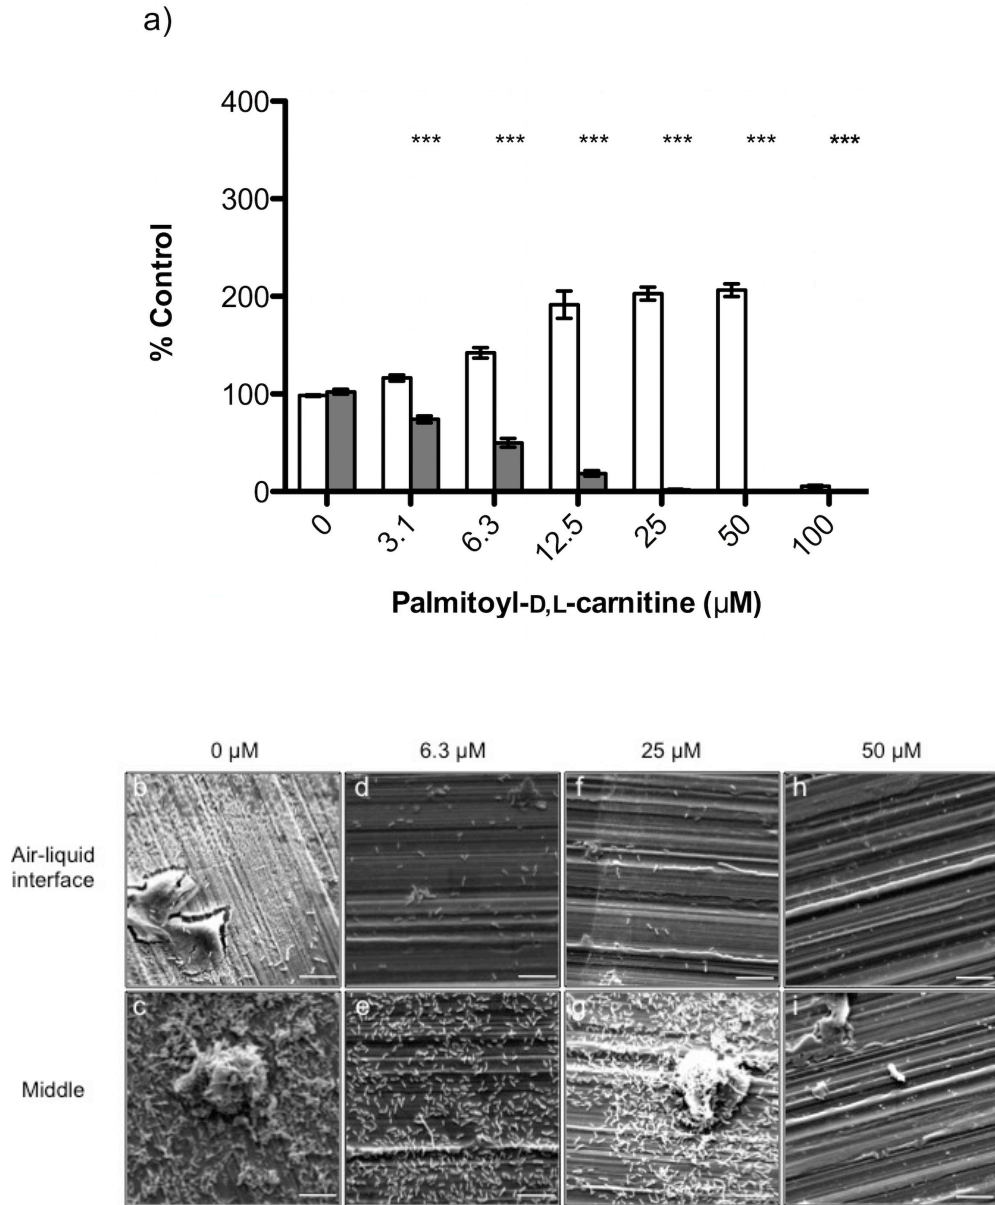 a)
400
300
200
100
0
% Control
*** *** *** *** *** ***
0 3.1 6.3 12.5 25 50 100
Palmitoyl-D,L-carnitine (µM)
0 µM 6.3 µM 25 µM 50 µM
Air-liquid
interface
b d f h
Middle
c e g i